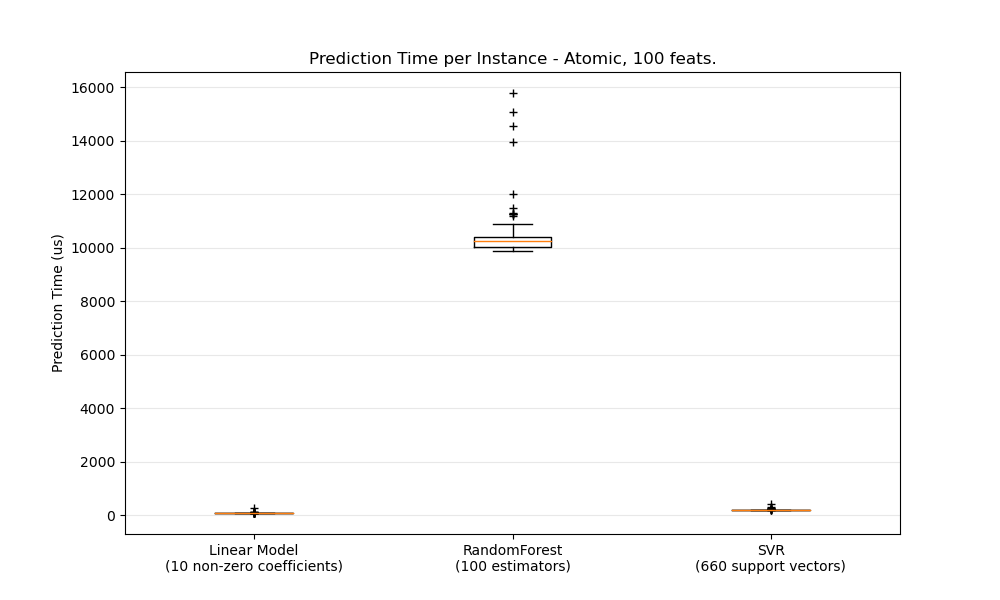 Prediction Time per Instance - Atomic, 100 feats.
Prediction Time (us)
16000
14000
12000
10000
8000
6000
4000
2000
0
Linear Model
(10 non-zero coefficients)
RandomForest
(100 estimators)
SVR
(660 support vectors)